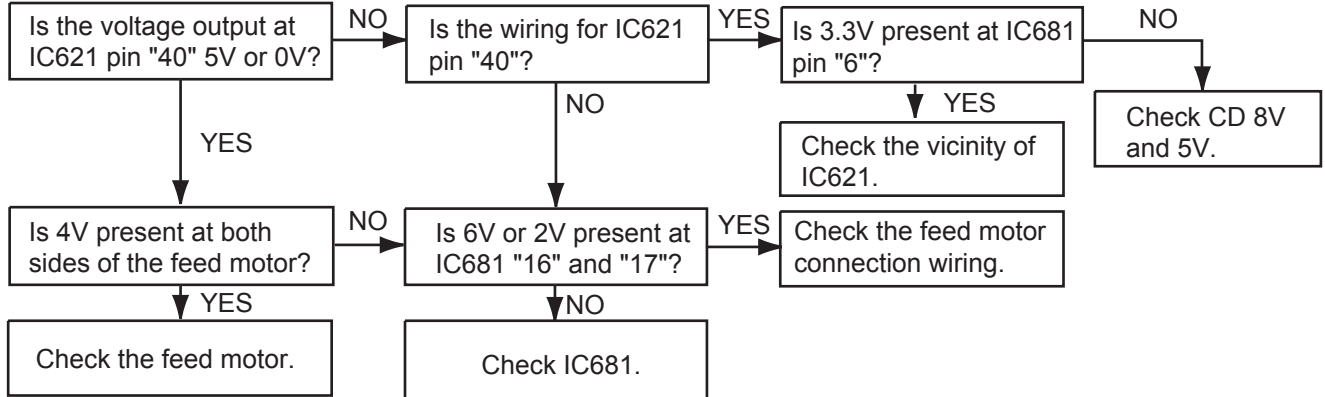 Is the voltage output at
IC621 pin "40" 5V or 0V?
NO
Is the wiring for IC621
pin "40"?
YES
Is 3.3V present at IC681
pin "6"?
NO
YES
NO
YES
Check the vicinity of
IC621.
Check CD 8V
and 5V.
Is 4V present at both
sides of the feed motor?
NO
Is 6V or 2V present at
IC681 "16" and "17"?
YES
Check the feed motor
connection wiring.
YES
NO
Check the feed motor.
Check IC681.